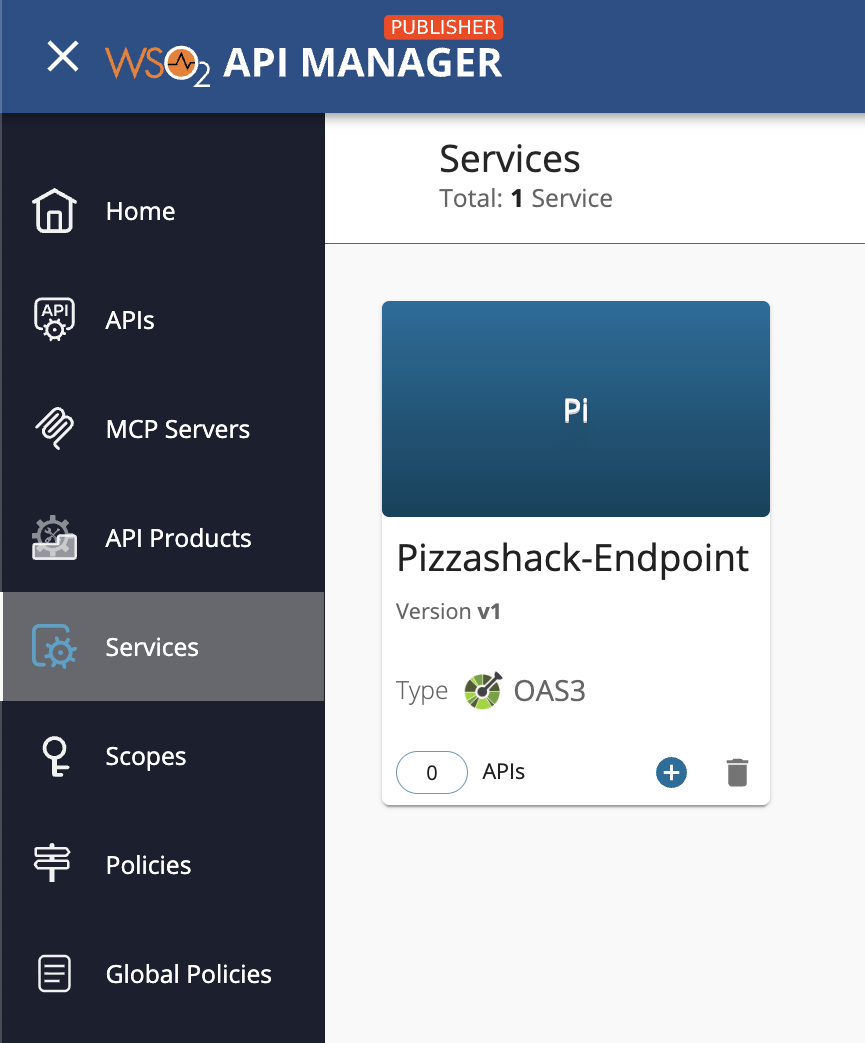 PUBLISHER
WSO2 API MANAGER
Home
API
APIs
MCP Servers
API Products
Services
Scopes
Policies
Global Policies
Services
Total: 1 Service
Pi
Pizzashack-Endpoint
Version v1
Type OAS3
0 APIs